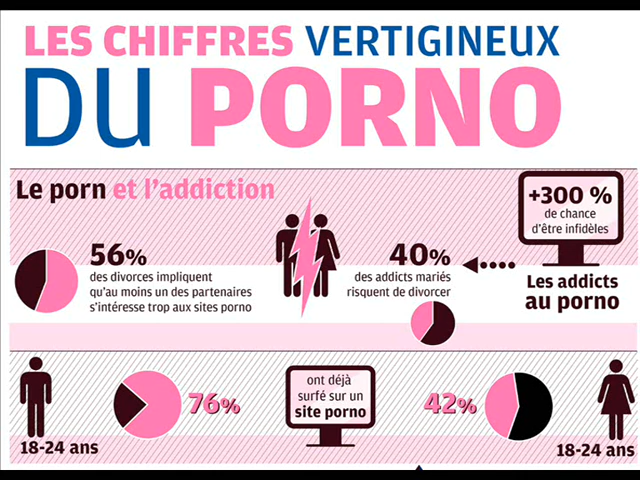 LES CHIFFRES VERTIGINEUX
DU PORNO
Le porn et l'addiction
+300 %
de chance
d'être infidèles
Les addicts
au porno
56%
des divorces impliquent
qu'au moins un des partenaires
s'intéresse trop aux sites porno
40%
des addicts mariés
risquent de divorcer
76%
18-24 ans
ont déjà
surfé sur un
site porno
42%
18-24 ans